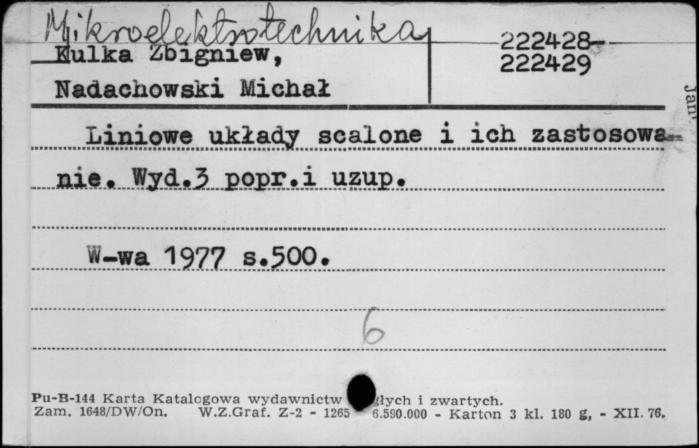 Mikroelektrotechnika
Kulka Zbigniew,
222428-
222429
Nadachowski Michał
Liniowe układy scalone i ich zastosowa-
nie. Wyd.3 popr.i uzup.
W-wa 1977 s.500.
6
Pu-B-144 Karta Katalogowa wydawnictw głych i zwartych.
Zam. 1648/DW/On. W.Z.Graf. Z-2 - 1265 6.590.000 - Karton 3 kl. 180 g, - XII. 76.